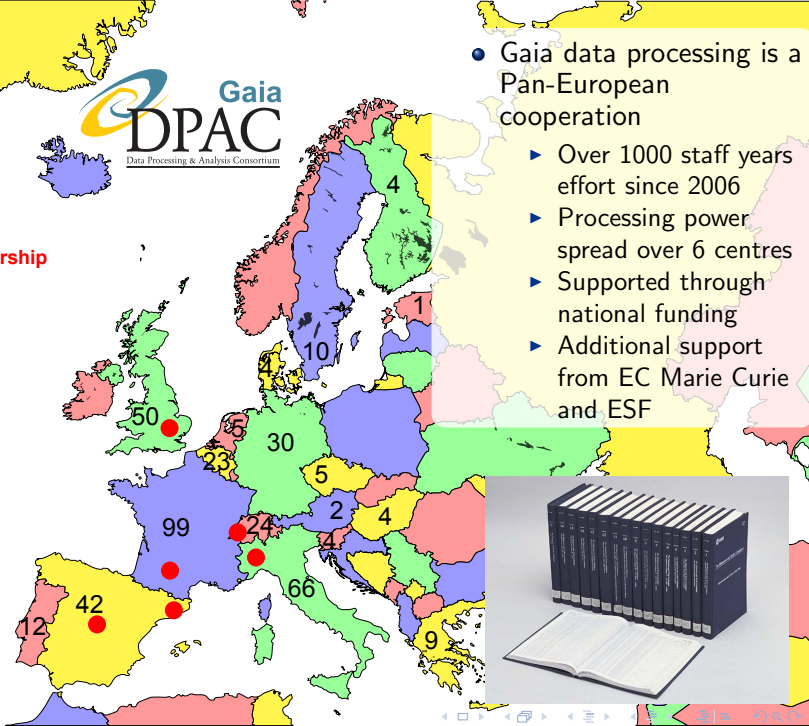 Gaia
DPAC
Data Processing & Analysis Consortium
rship
Gaia data processing is a
Pan-European
cooperation
Over 1000 staff years
effort since 2006
Processing power
spread over 6 centres
Supported through
national funding
Additional support
from EC Marie Curie
and ESF
4
1
10
4
50
5
30
23
5
2
99
24
4
4
66
42
12
9